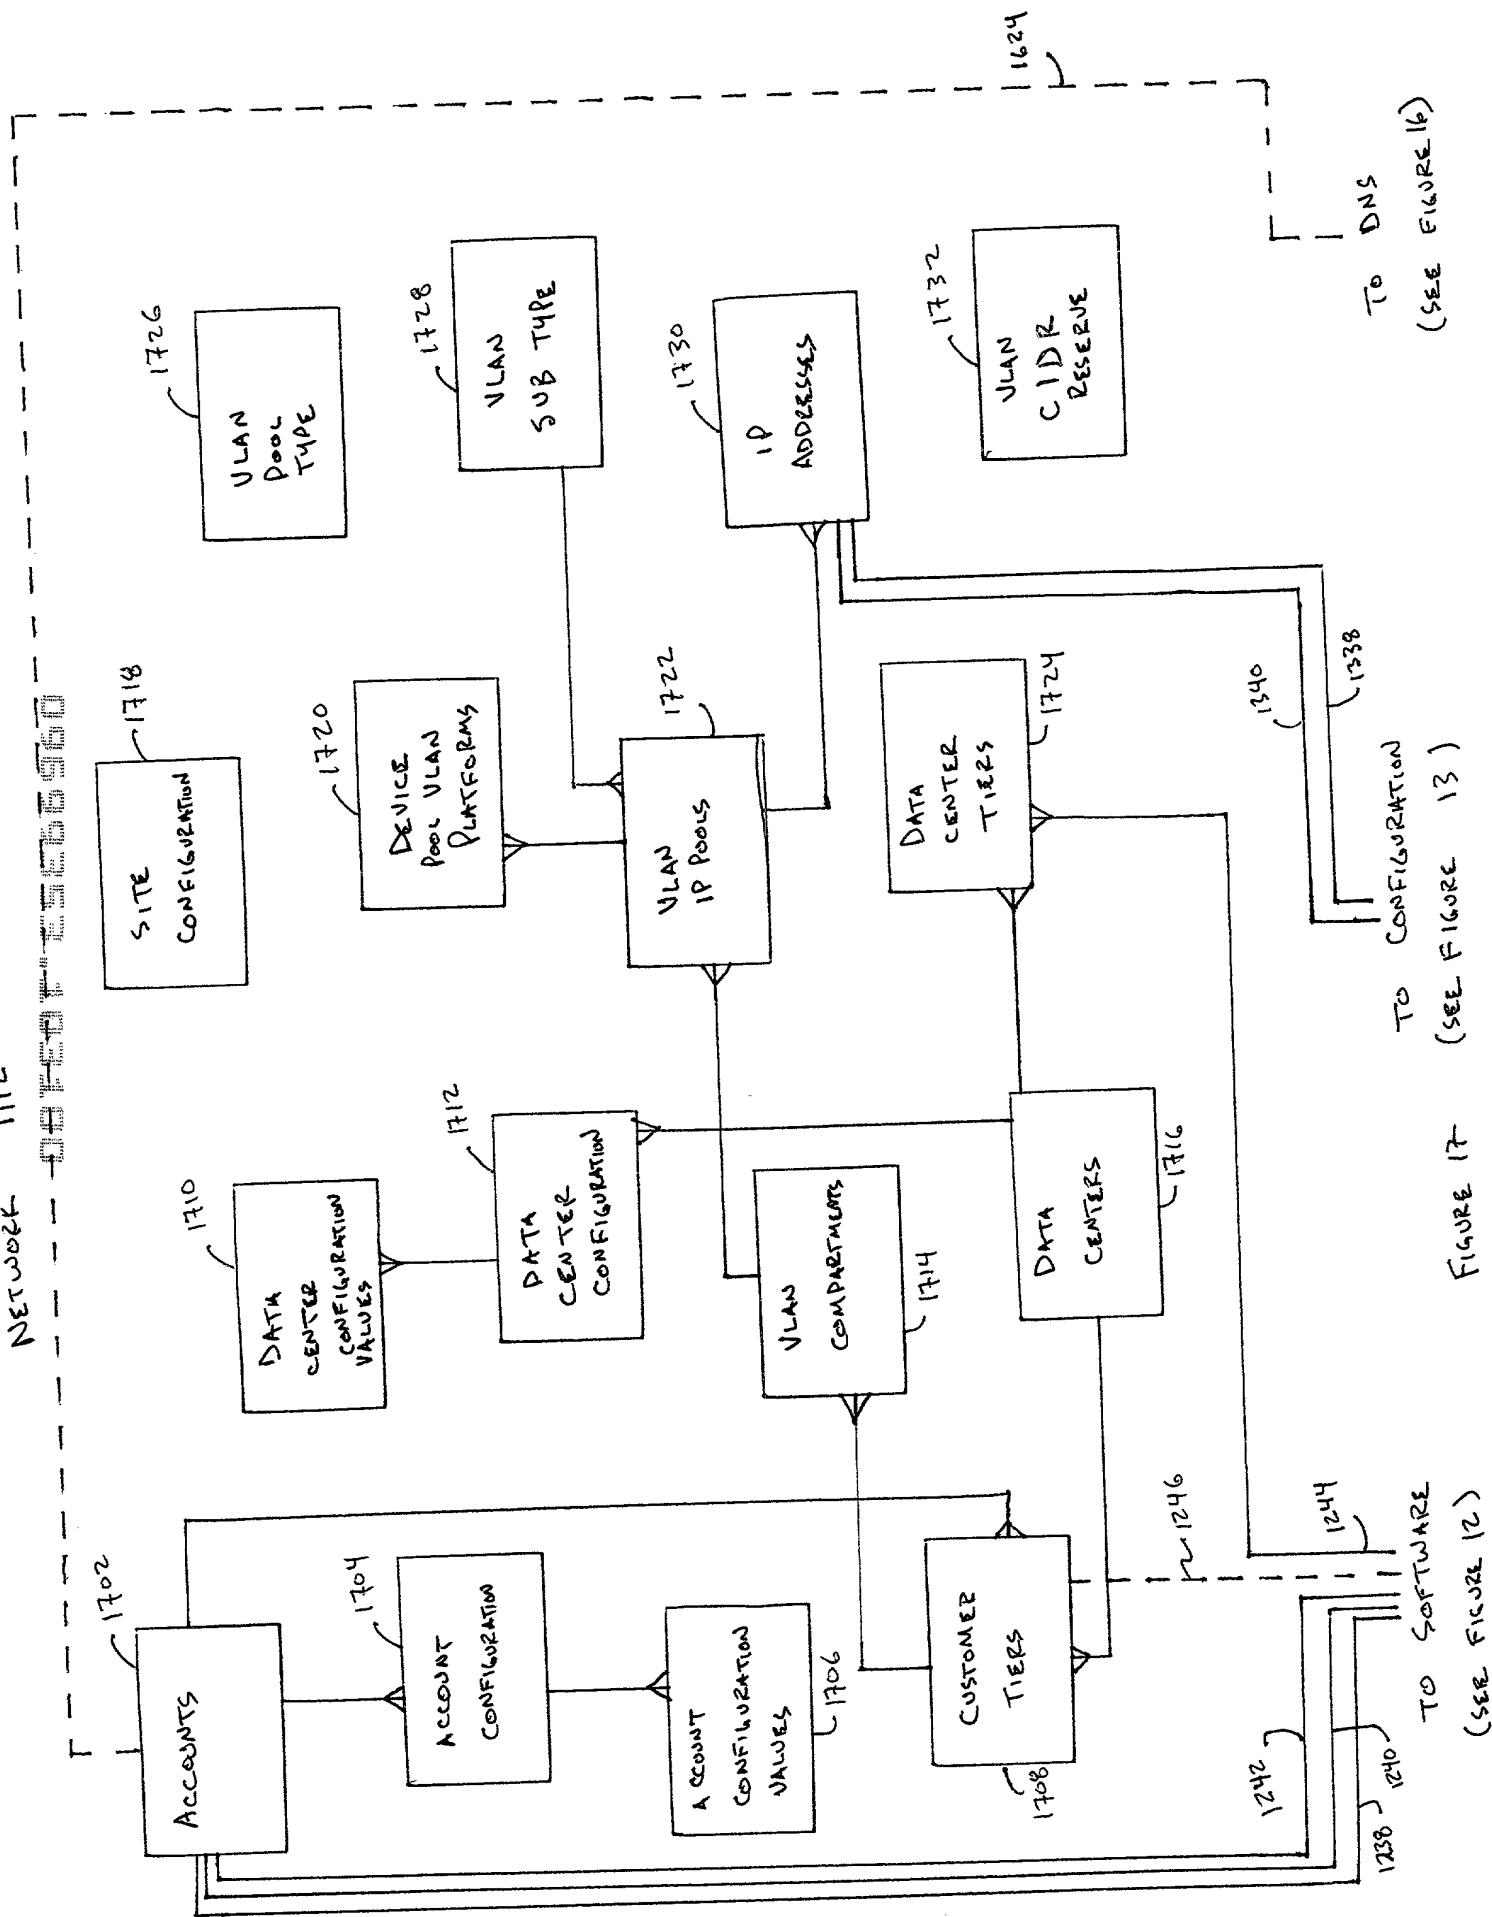 NETWORK
ACCOUNTS
1702
ACCOUNT
CONFIGURATION
1704
ACCOUNT
CONFIGURATION
VALUES
1706
CUSTOMER
TIERS
1708
DATA
CENTER
CONFIGURATION
VALUES
1710
DATA
CENTER
CONFIGURATION
1712
VLAN
COMPARTMENTS
1714
DATA
CENTERS
1716
SITE
CONFIGURATION
1718
DEVICE
POOL VLAN
PLATFORMS
1720
VLAN
IP POOLS
1722
DATA
CENTER
TIERS
1724
VLAN
POOL
TYPE
1726
VLAN
SUB TYPE
1728
IP
ADDRESSES
1730
VLAN
CIDR
RESERVE
1732
1624
1242
1238
1240
1246
1244
TO SOFTWARE
(SEE FIGURE 12)
1340
1338
TO CONFIGURATION
(SEE FIGURE 13)
TO DNS
(SEE FIGURE 16)
FIGURE 17